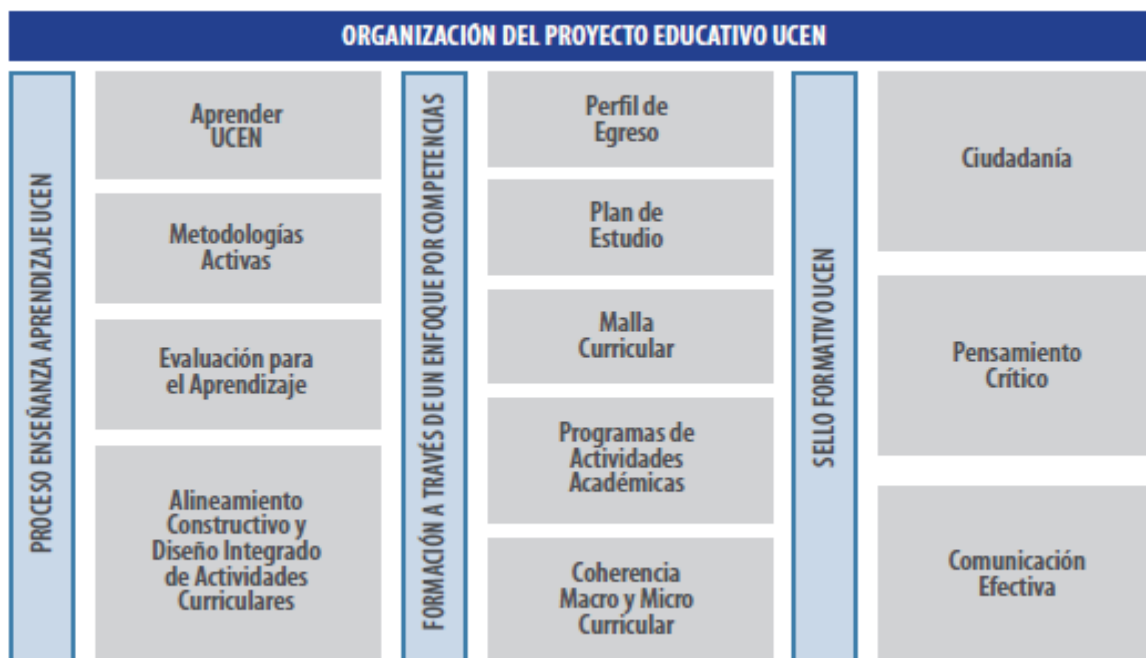 ORGANIZACIÓN DEL PROYECTO EDUCATIVO UCEN
PROCESO ENSEÑANZA APRENDIZAJE UCEN
Aprender
UCEN
Metodologías
Activas
Evaluación para
el Aprendizaje
Alineamiento
Constructivo y
Diseño Integrado
de Actividades
Curriculares
FORMACIÓN A TRAVÉS DE UN ENFOQUE POR COMPETENCIAS
Perfil de
Egreso
Plan de
Estudio
Malla
Curricular
Programas de
Actividades
Académicas
Coherencia
Macro y Micro
Curricular
SELLO FORMATIVO UCEN
Ciudadanía
Pensamiento
Crítico
Comunicación
Efectiva